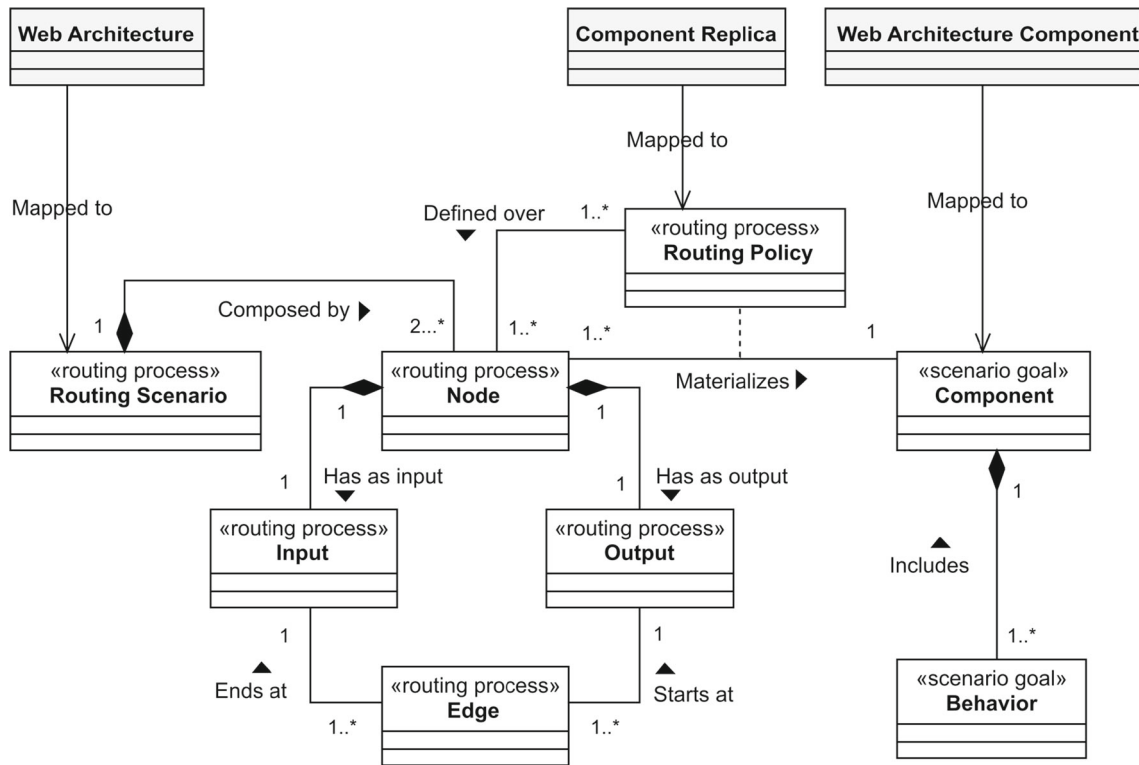 Web Architecture
Component Replica
Web Architecture Component
Mapped to
Mapped to
Mapped to
Defined over
1..*
«routing process»
Routing Policy
Composed by
1
2...*
1..*
1..*
1
«routing process»
Routing Scenario
«routing process»
Node
Materializes
«scenario goal»
Component
1
1
1
Has as input
Has as output
1
1
«routing process»
Input
«routing process»
Output
Includes
1
1
1..*
Ends at
Starts at
«routing process»
Edge
1..*
1..*
«scenario goal»
Behavior